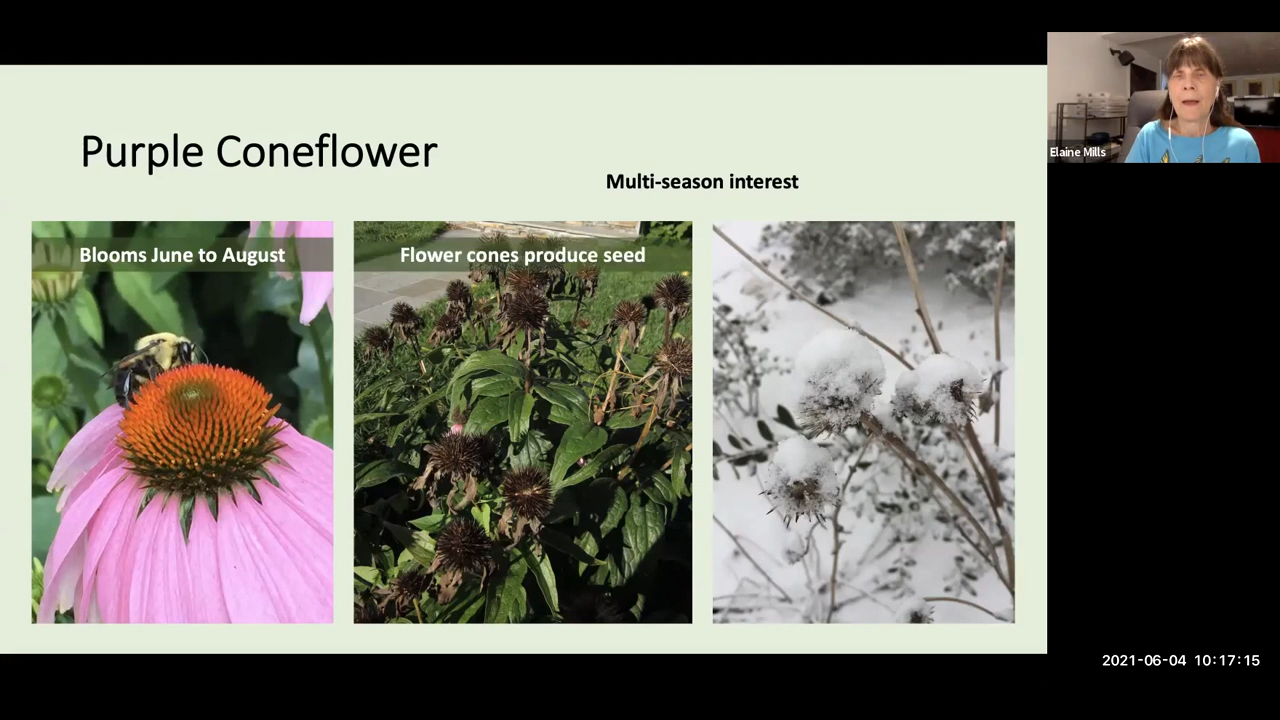 Purple Coneflower
Multi-season interest
Blooms June to August
Flower cones produce seed
Elaine Mills
2021-06-04 10:17:15